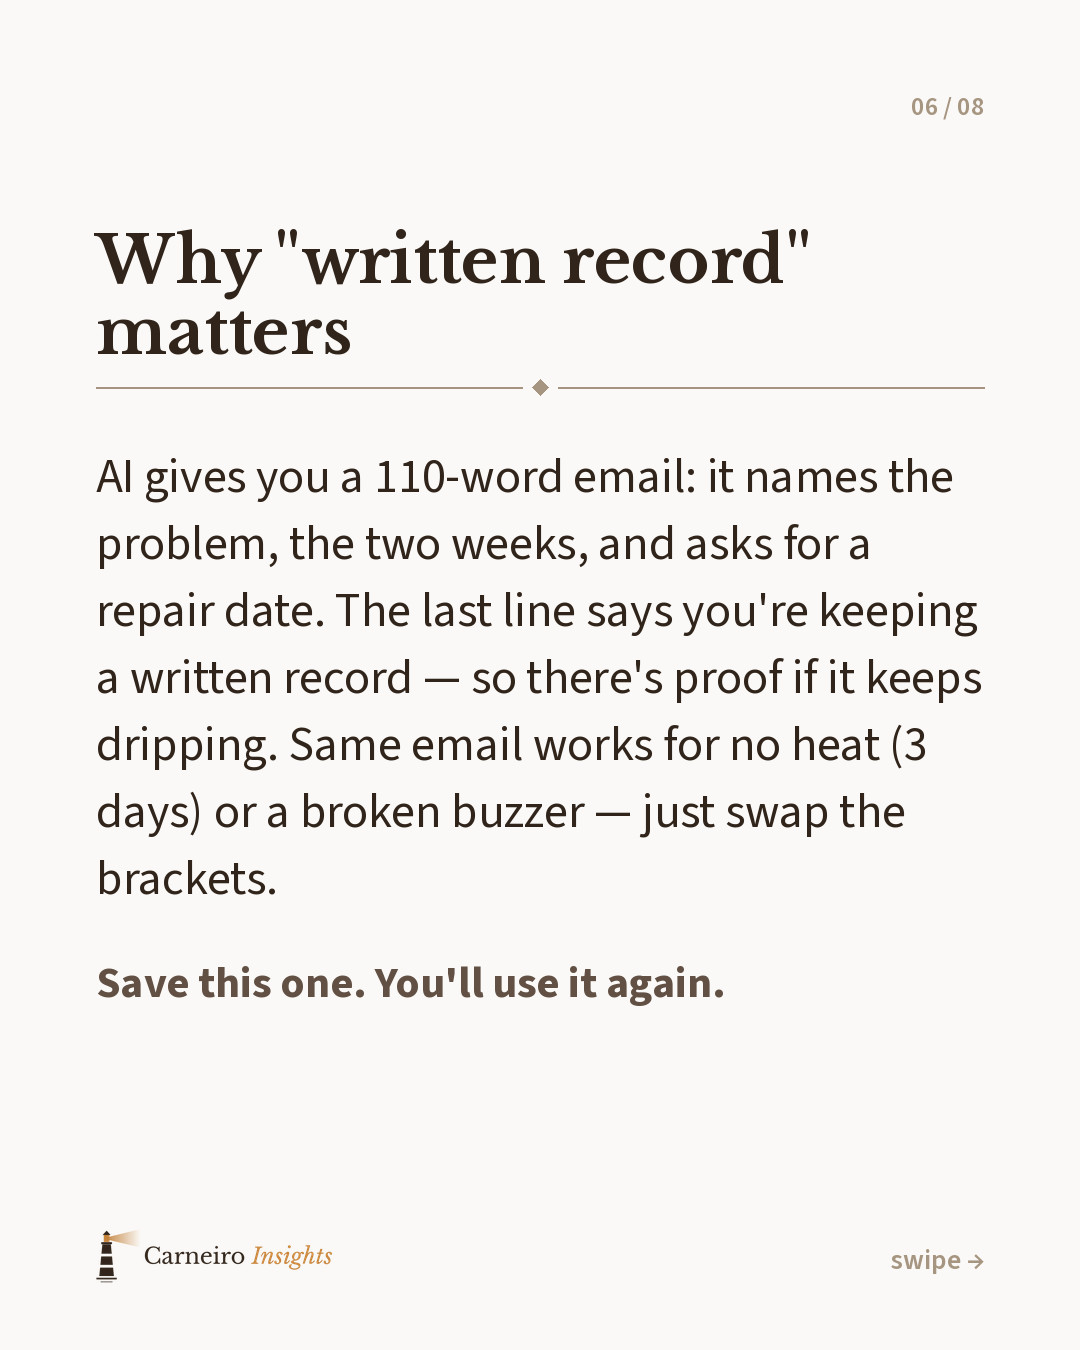 06 / 08
Why "written record"
matters
AI gives you a 110-word email: it names the
problem, the two weeks, and asks for a
repair date. The last line says you're keeping
a written record — so there's proof if it keeps
dripping. Same email works for no heat (3
days) or a broken buzzer — just swap the
brackets.
Save this one. You'll use it again.
Carneiro Insights
swipe →